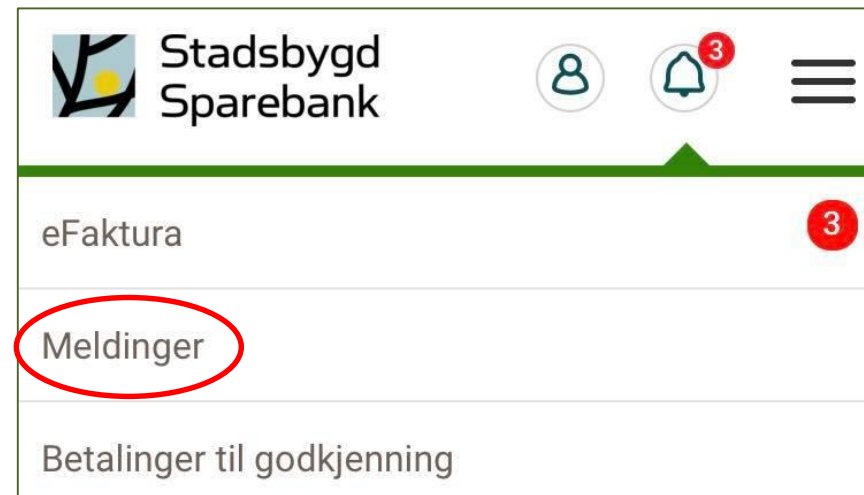 Stadsbygd
Sparebank
3
eFaktura
3
Meldinger
Betalinger til godkjenning